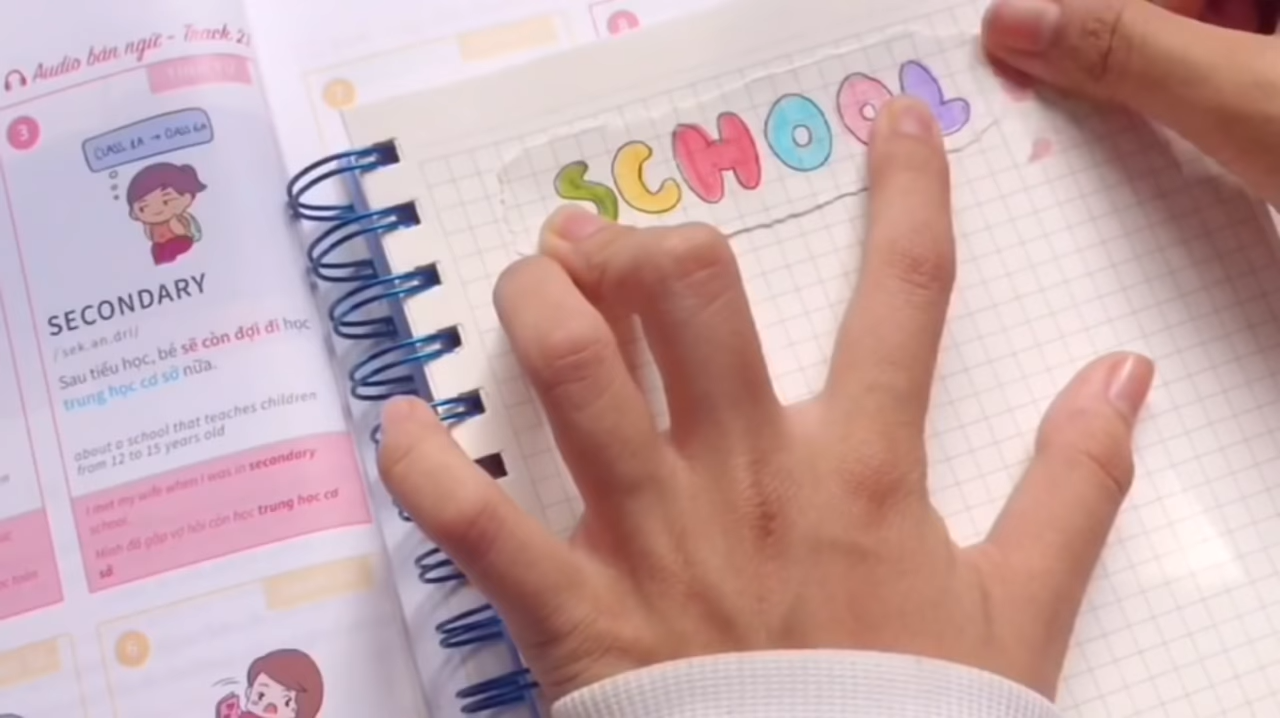 Audio bản ngữ - Track 2
3
CLASS 6A → CLASS 6A
SECONDARY
/ˈsek.ən.dri/
Sau tiểu học, bé sẽ còn đợi đi học
trung học cơ sở nữa.
about a school that teaches children
from 12 to 15 years old
I met my wife when I was in secondary
school.
Mình đã gặp vợ hồi còn học trung học cơ
sở
6
SCHOOL